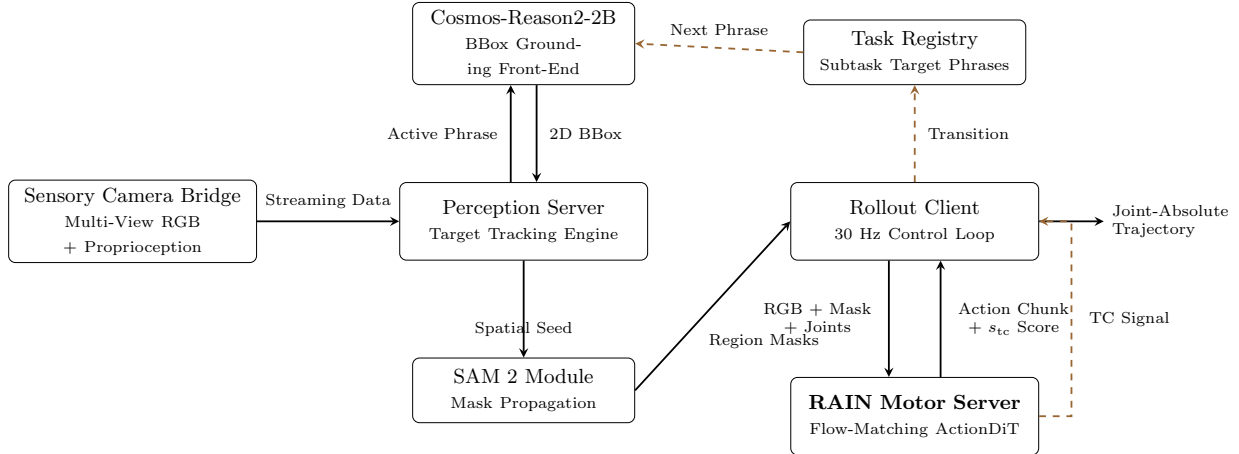 Cosmos-Reason2-2B
BBox Ground-
ing Front-End
Next Phrase
Task Registry
Subtask Target Phrases
Active Phrase
2D BBox
Transition
Sensory Camera Bridge
Multi-View RGB
+ Proprioception
Streaming Data
Perception Server
Target Tracking Engine
Rollout Client
30 Hz Control Loop
Joint-Absolute
Trajectory
Spatial Seed
RGB + Mask
+ Joints
Region Masks
Action Chunk
+ s_tc Score
TC Signal
SAM 2 Module
Mask Propagation
RAIN Motor Server
Flow-Matching ActionDiT